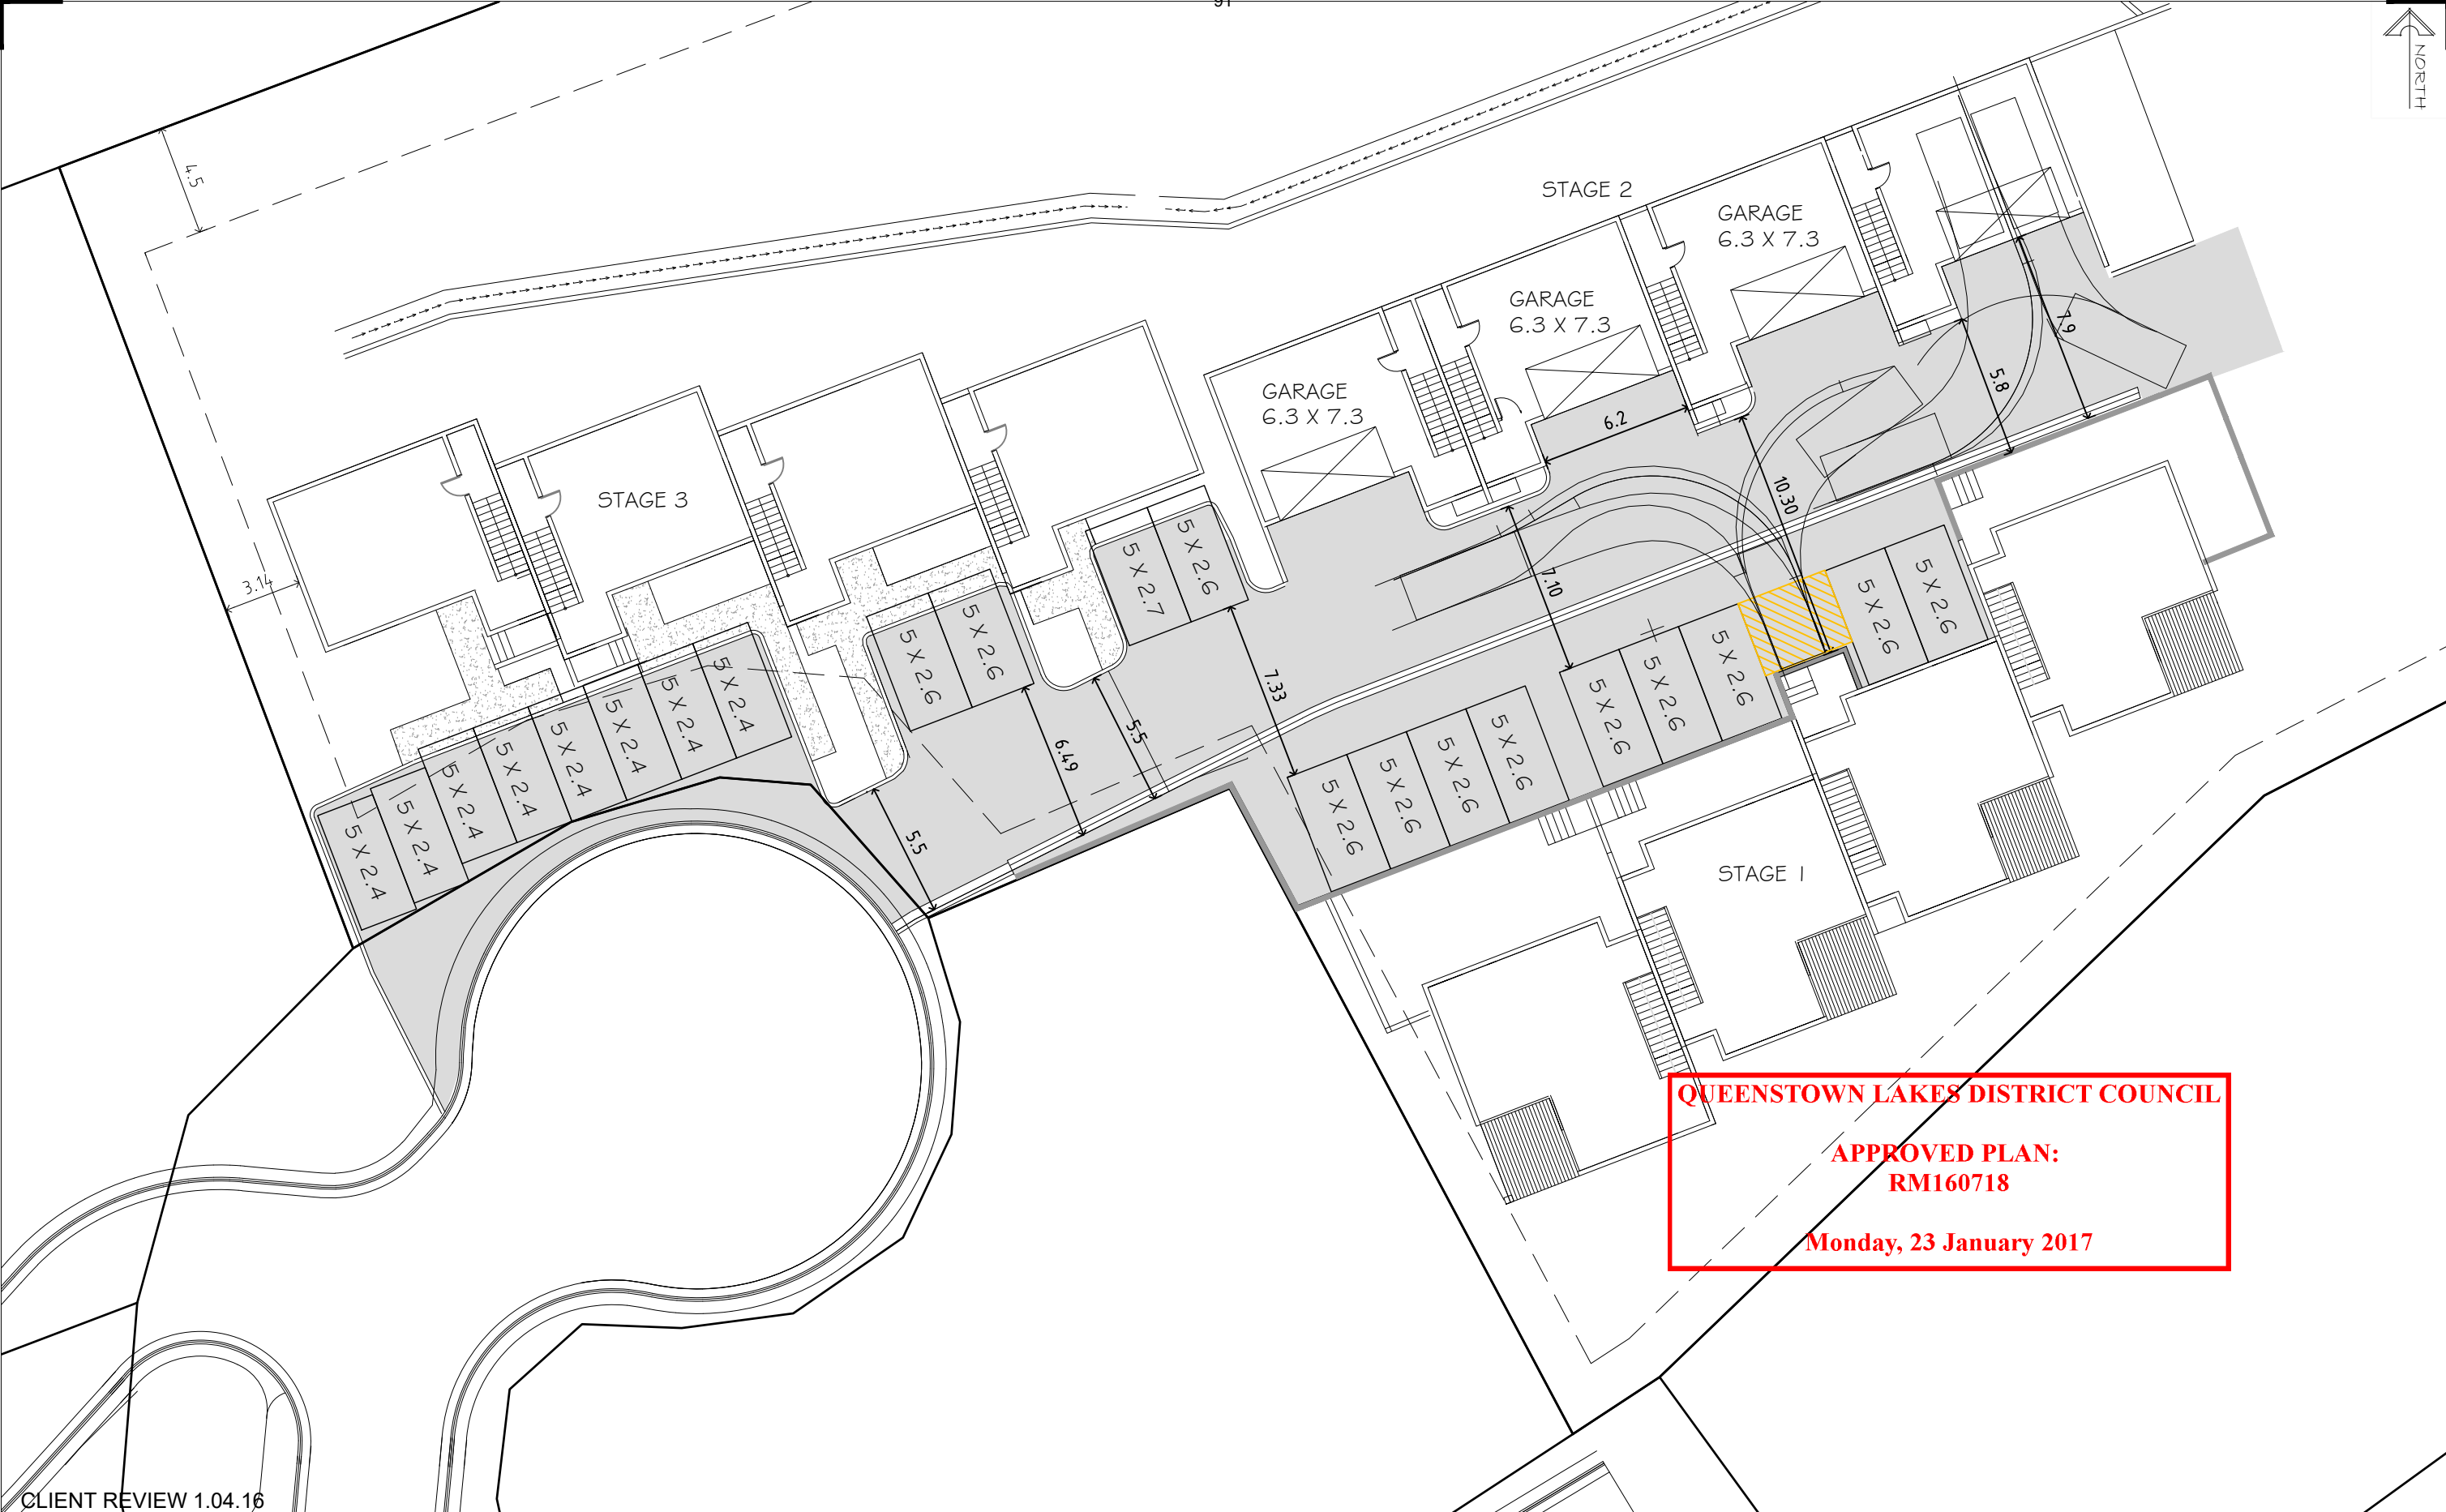 91
NORTH
4.5
STAGE 2
GARAGE
6.3 X 7.3
GARAGE
6.3 X 7.3
GARAGE
6.3 X 7.3
7.9
5.8
6.2
10.30
STAGE 3
3.14
7.10
7.33
5.5
6.49
5.5
5 X 2.7
5 X 2.6
5 X 2.6
5 X 2.6
5 X 2.4
5 X 2.4
5 X 2.4
5 X 2.4
5 X 2.4
5 X 2.4
5 X 2.4
5 X 2.4
5 X 2.6
5 X 2.6
5 X 2.6
5 X 2.6
5 X 2.6
5 X 2.6
5 X 2.6
5 X 2.6
5 X 2.6
STAGE 1
QUEENSTOWN LAKES DISTRICT COUNCIL
APPROVED PLAN:
RM160718
Monday, 23 January 2017
CLIENT REVIEW 1.04.16